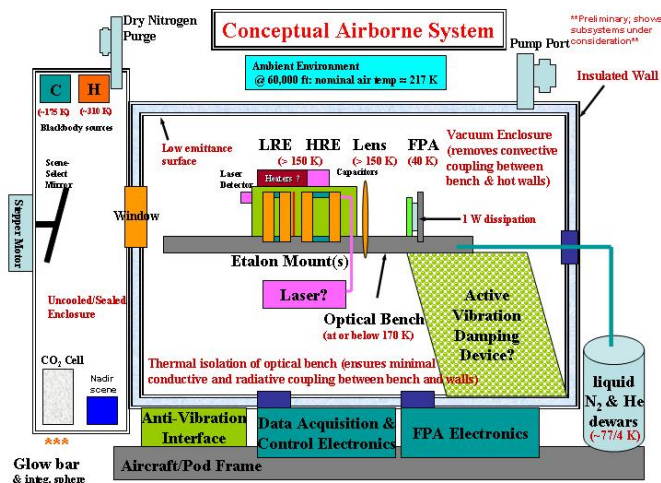 Dry Nitrogen
Purge
Conceptual Airborne System
**Preliminary; shows
subsystems under
consideration**
Ambient Environment
@ 60,000 ft: nominal air temp ≈ 217 K
Pump Port
Insulated Wall
C
H
(~175 K)
(~310 K)
Blackbody sources
Scene-
Select
Mirror
Stepper Motor
Window
Uncooled/Sealed
Enclosure
CO2 Cell
Nadir
scene
***
Glow bar
& integ. sphere
Low emittance
surface
LRE
HRE
Lens
FPA
(> 150 K)
(> 150 K)
(40 K)
Laser
Detector
Heaters ?
Capacitors
Vacuum Enclosure
(removes convective
coupling between
bench & hot walls)
1 W dissipation
Etalon Mount(s)
Laser?
Optical Bench
(at or below 170 K)
Active
Vibration
Damping
Device?
Thermal isolation of optical bench (ensures minimal
conductive and radiative coupling between bench and walls)
liquid
N2 & He
dewars
(~77/4 K)
Anti-Vibration
Interface
Data Acquisition &
Control Electronics
FPA Electronics
Aircraft/Pod Frame